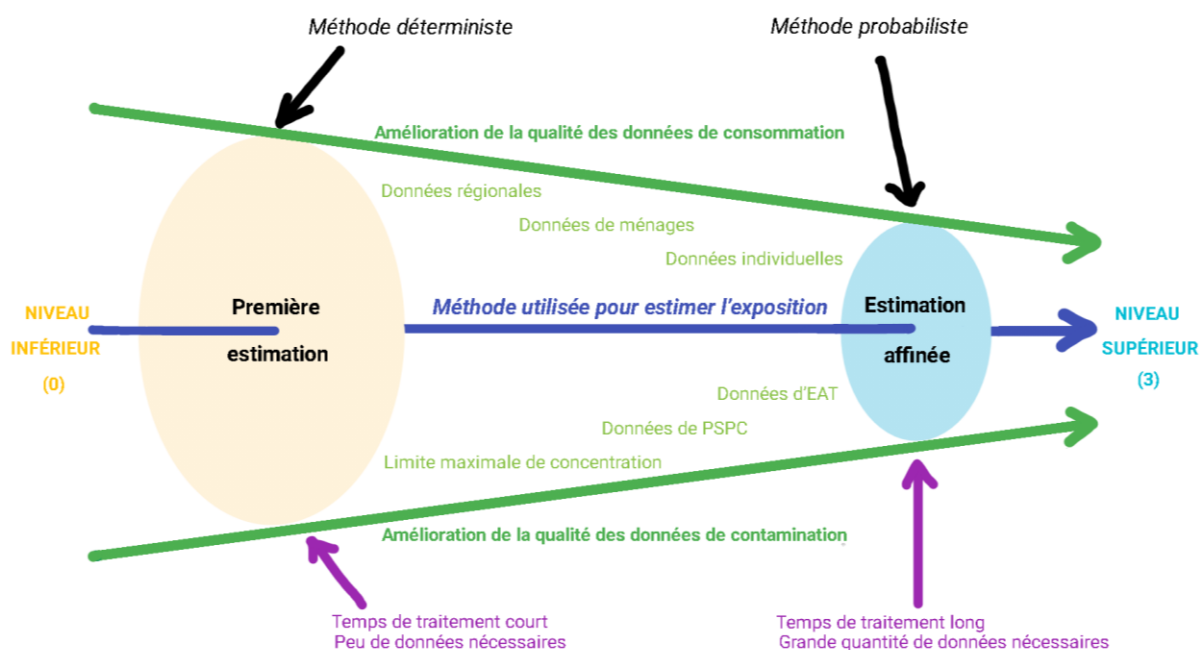 Méthode déterministe
Méthode probabiliste
Amélioration de la qualité des données de consommation
Données régionales
Données de ménages
Données individuelles
NIVEAU
INFÉRIEUR
(0)
Première
estimation
Méthode utilisée pour estimer l'exposition
Estimation
affinée
NIVEAU
SUPÉRIEUR
(3)
Données d'EAT
Données de PSPC
Limite maximale de concentration
Amélioration de la qualité des données de contamination
Temps de traitement court
Peu de données nécessaires
Temps de traitement long
Grande quantité de données nécessaires